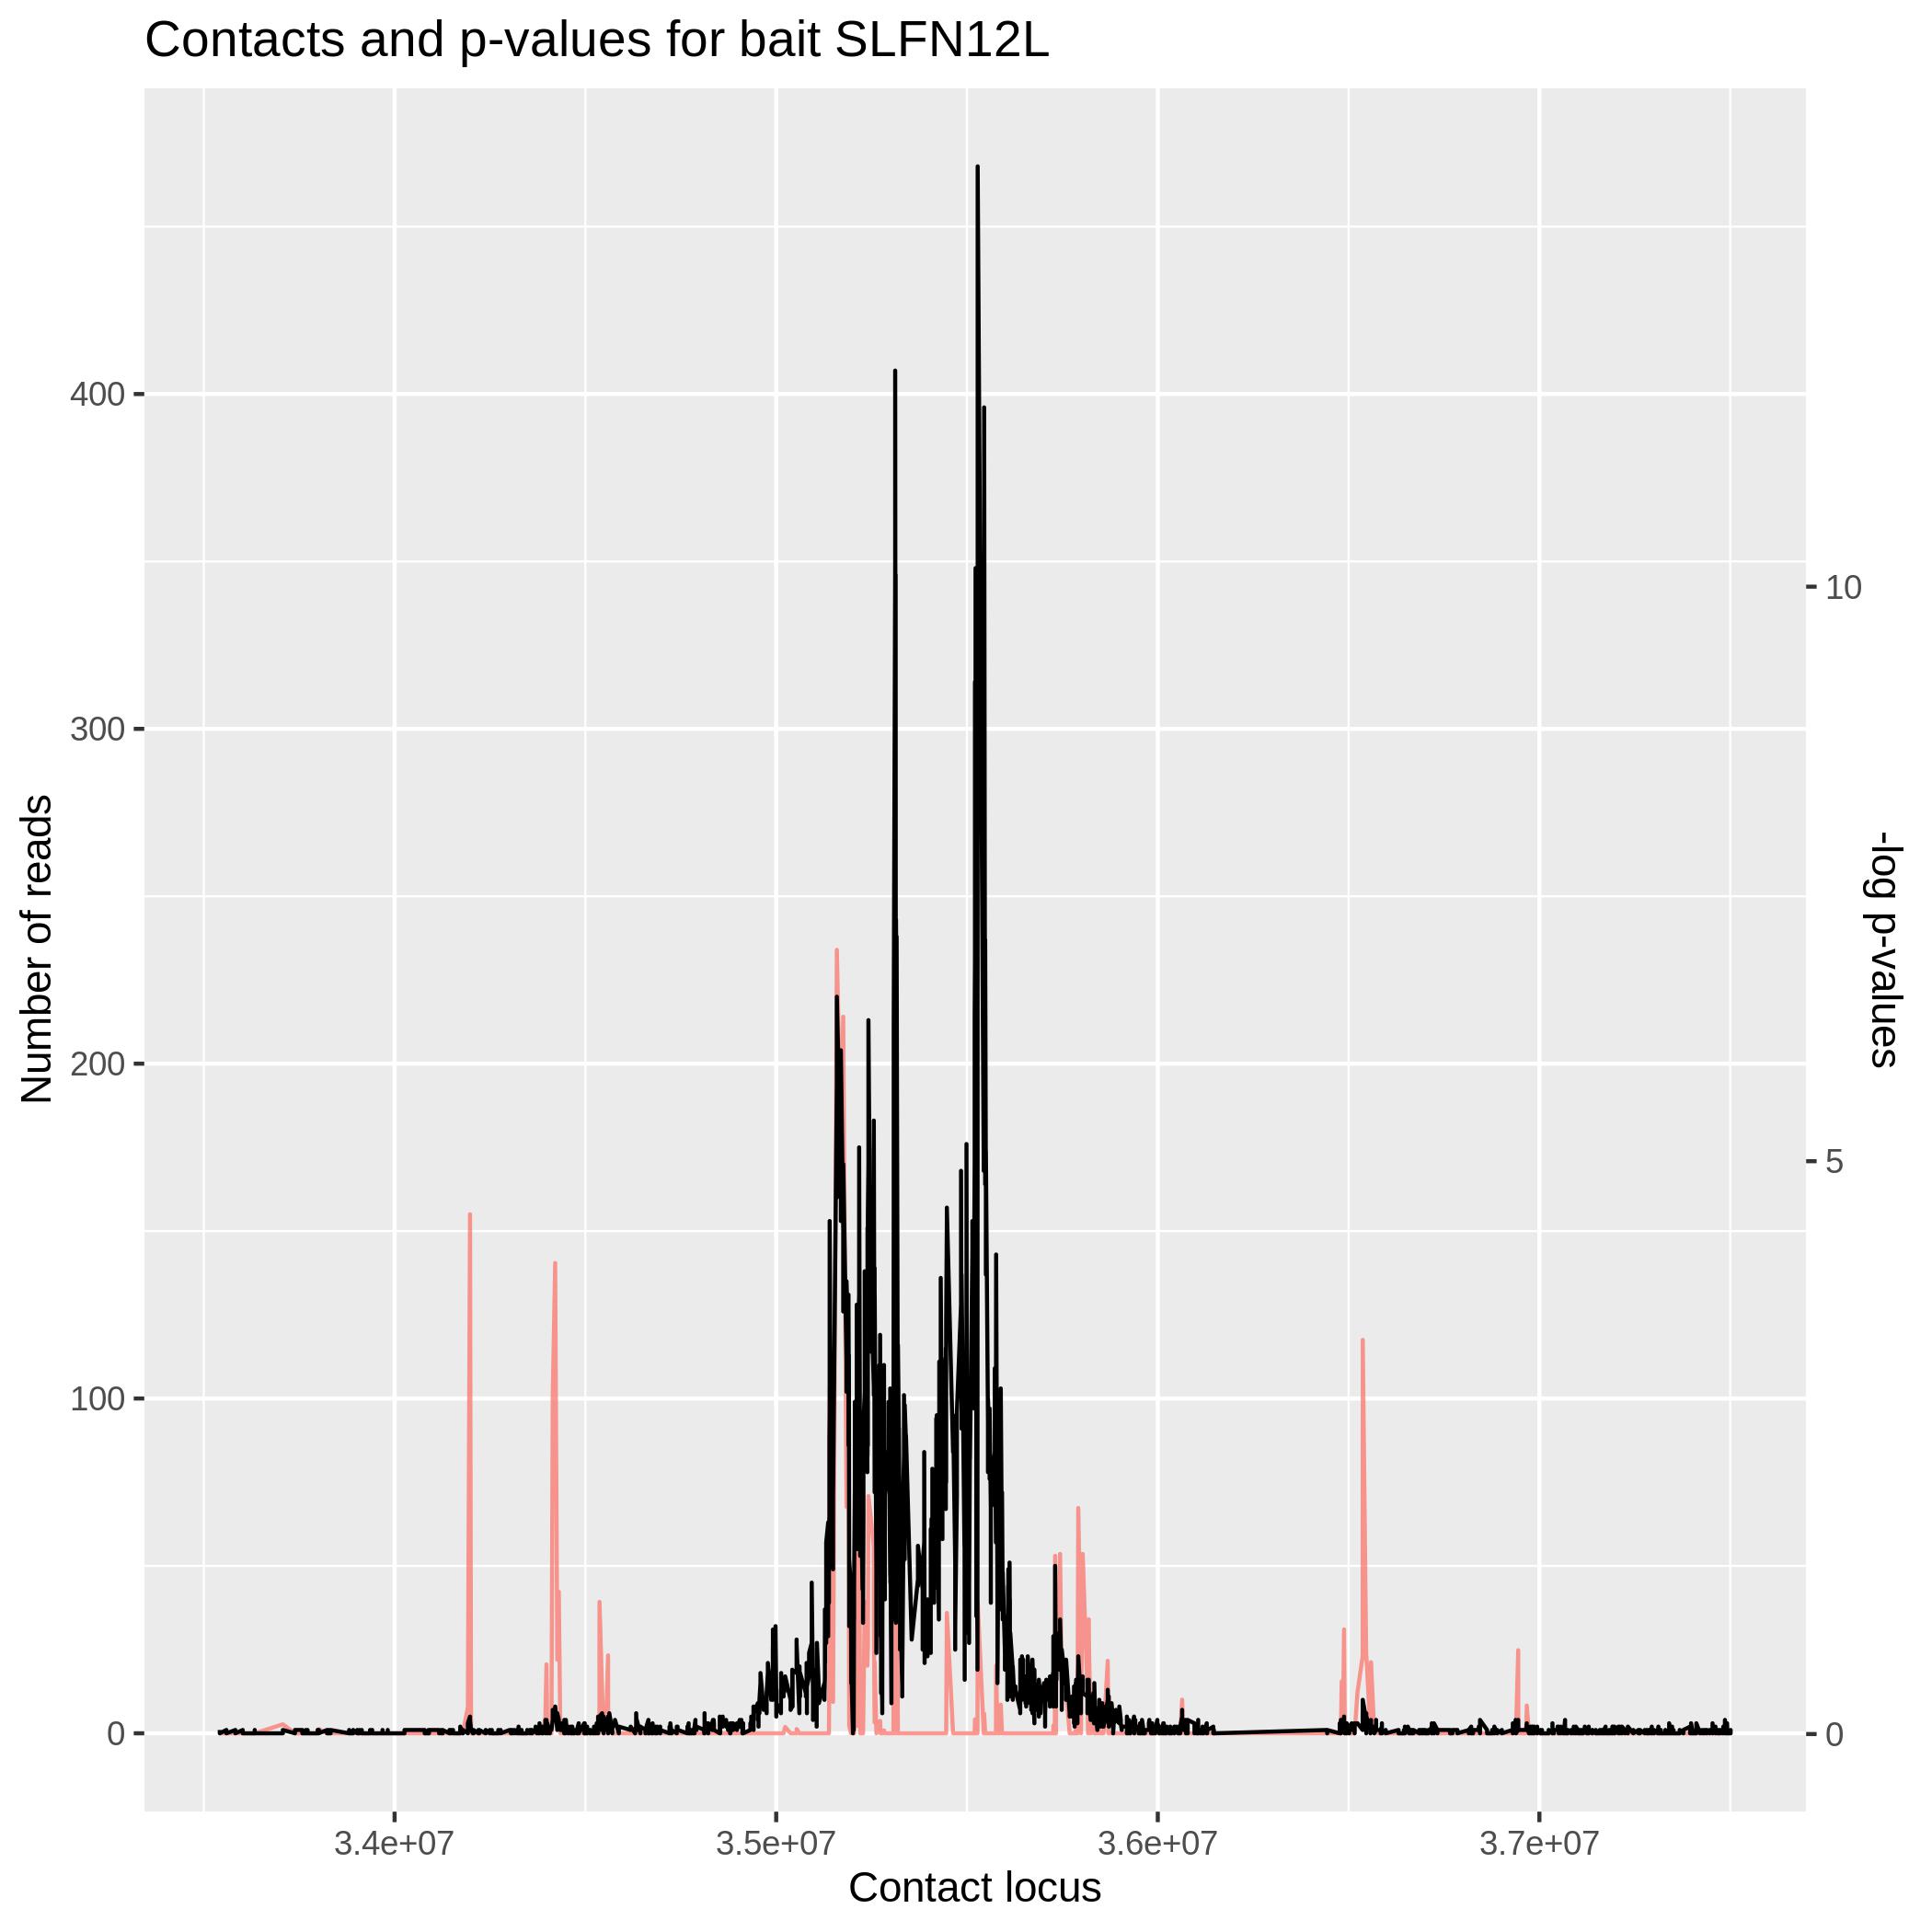 Contacts and p-values for bait SLFN12L
Number of reads
400
300
200
100
0
10
5
0
-log p-values
3.4e+07
3.5e+07
3.6e+07
3.7e+07
Contact locus